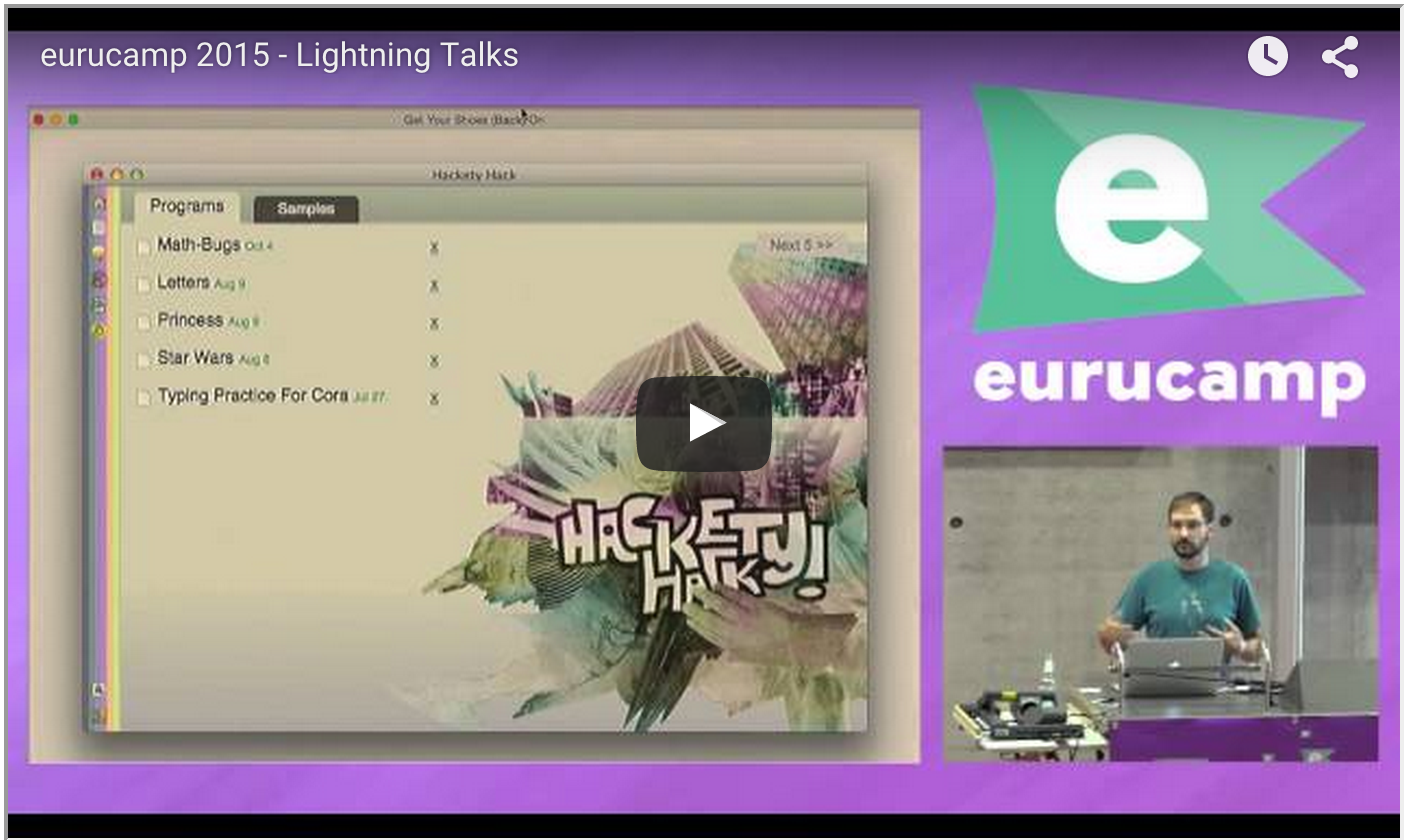 eurucamp 2015 - Lightning Talks
Get Your Shoes (Back) On
Hackety Hack
Programs
Samples
Math-Bugs Oct 4
Next 5 >>
Letters Aug 9
Princess Aug 8
Star Wars Aug 8
Typing Practice For Cora Jul 27
HACKETY
HACK!
e
eurucamp